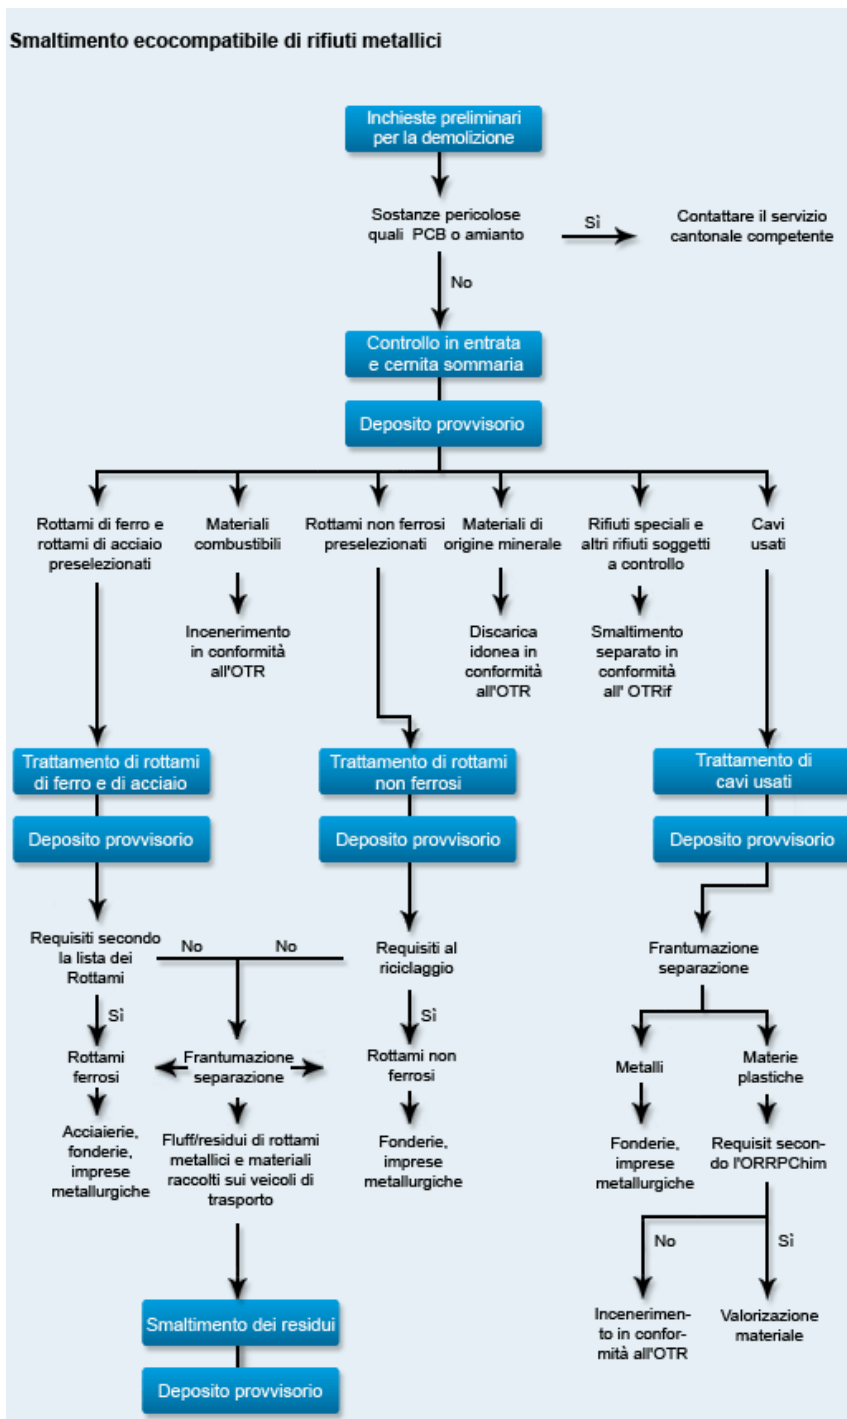 Smaltimento ecocompatibile di rifiuti metallici
Inchieste preliminari
per la demolizione
Sostanze pericolose
quali PCB o amianto
Sì
Contattare il servizio
cantonale competente
No
Controllo in entrata
e cernita sommaria
Deposito provvisorio
Rottami di ferro e
rottami di acciaio
preselezionati
Materiali
combustibili
Rottami non ferrosi
preselezionati
Materiali di
origine minerale
Rifiuti speciali e
altri rifiuti soggetti
a controllo
Cavi
usati
Incenerimento
in conformità
all'OTR
Discarica
idonea in
conformità
all'OTR
Smaltimento
separato in
conformità
all' OTRif
Trattamento di rottami
di ferro e di acciaio
Trattamento di rottami
non ferrosi
Trattamento di
cavi usati
Deposito provvisorio
Deposito provvisorio
Deposito provvisorio
Requisiti secondo
la lista dei
Rottami
No
No
Requisiti al
riciclaggio
Frantumazione
separazione
Sì
Sì
Rottami
ferrosi
Frantumazione
separazione
Rottami non
ferrosi
Metalli
Materie
plastiche
Acciaierie,
fonderie,
imprese
metallurgiche
Fluff/residui di rottami
metallici e materiali
raccolti sui veicoli di
trasporto
Fonderie,
imprese
metallurgiche
Fonderie,
imprese
metallurgiche
Requisit secon-
do l'ORRPChim
No
Sì
Smaltimento dei residui
Incenerimen-
to in confor-
mità all'OTR
Valorizazione
materiale
Deposito provvisorio